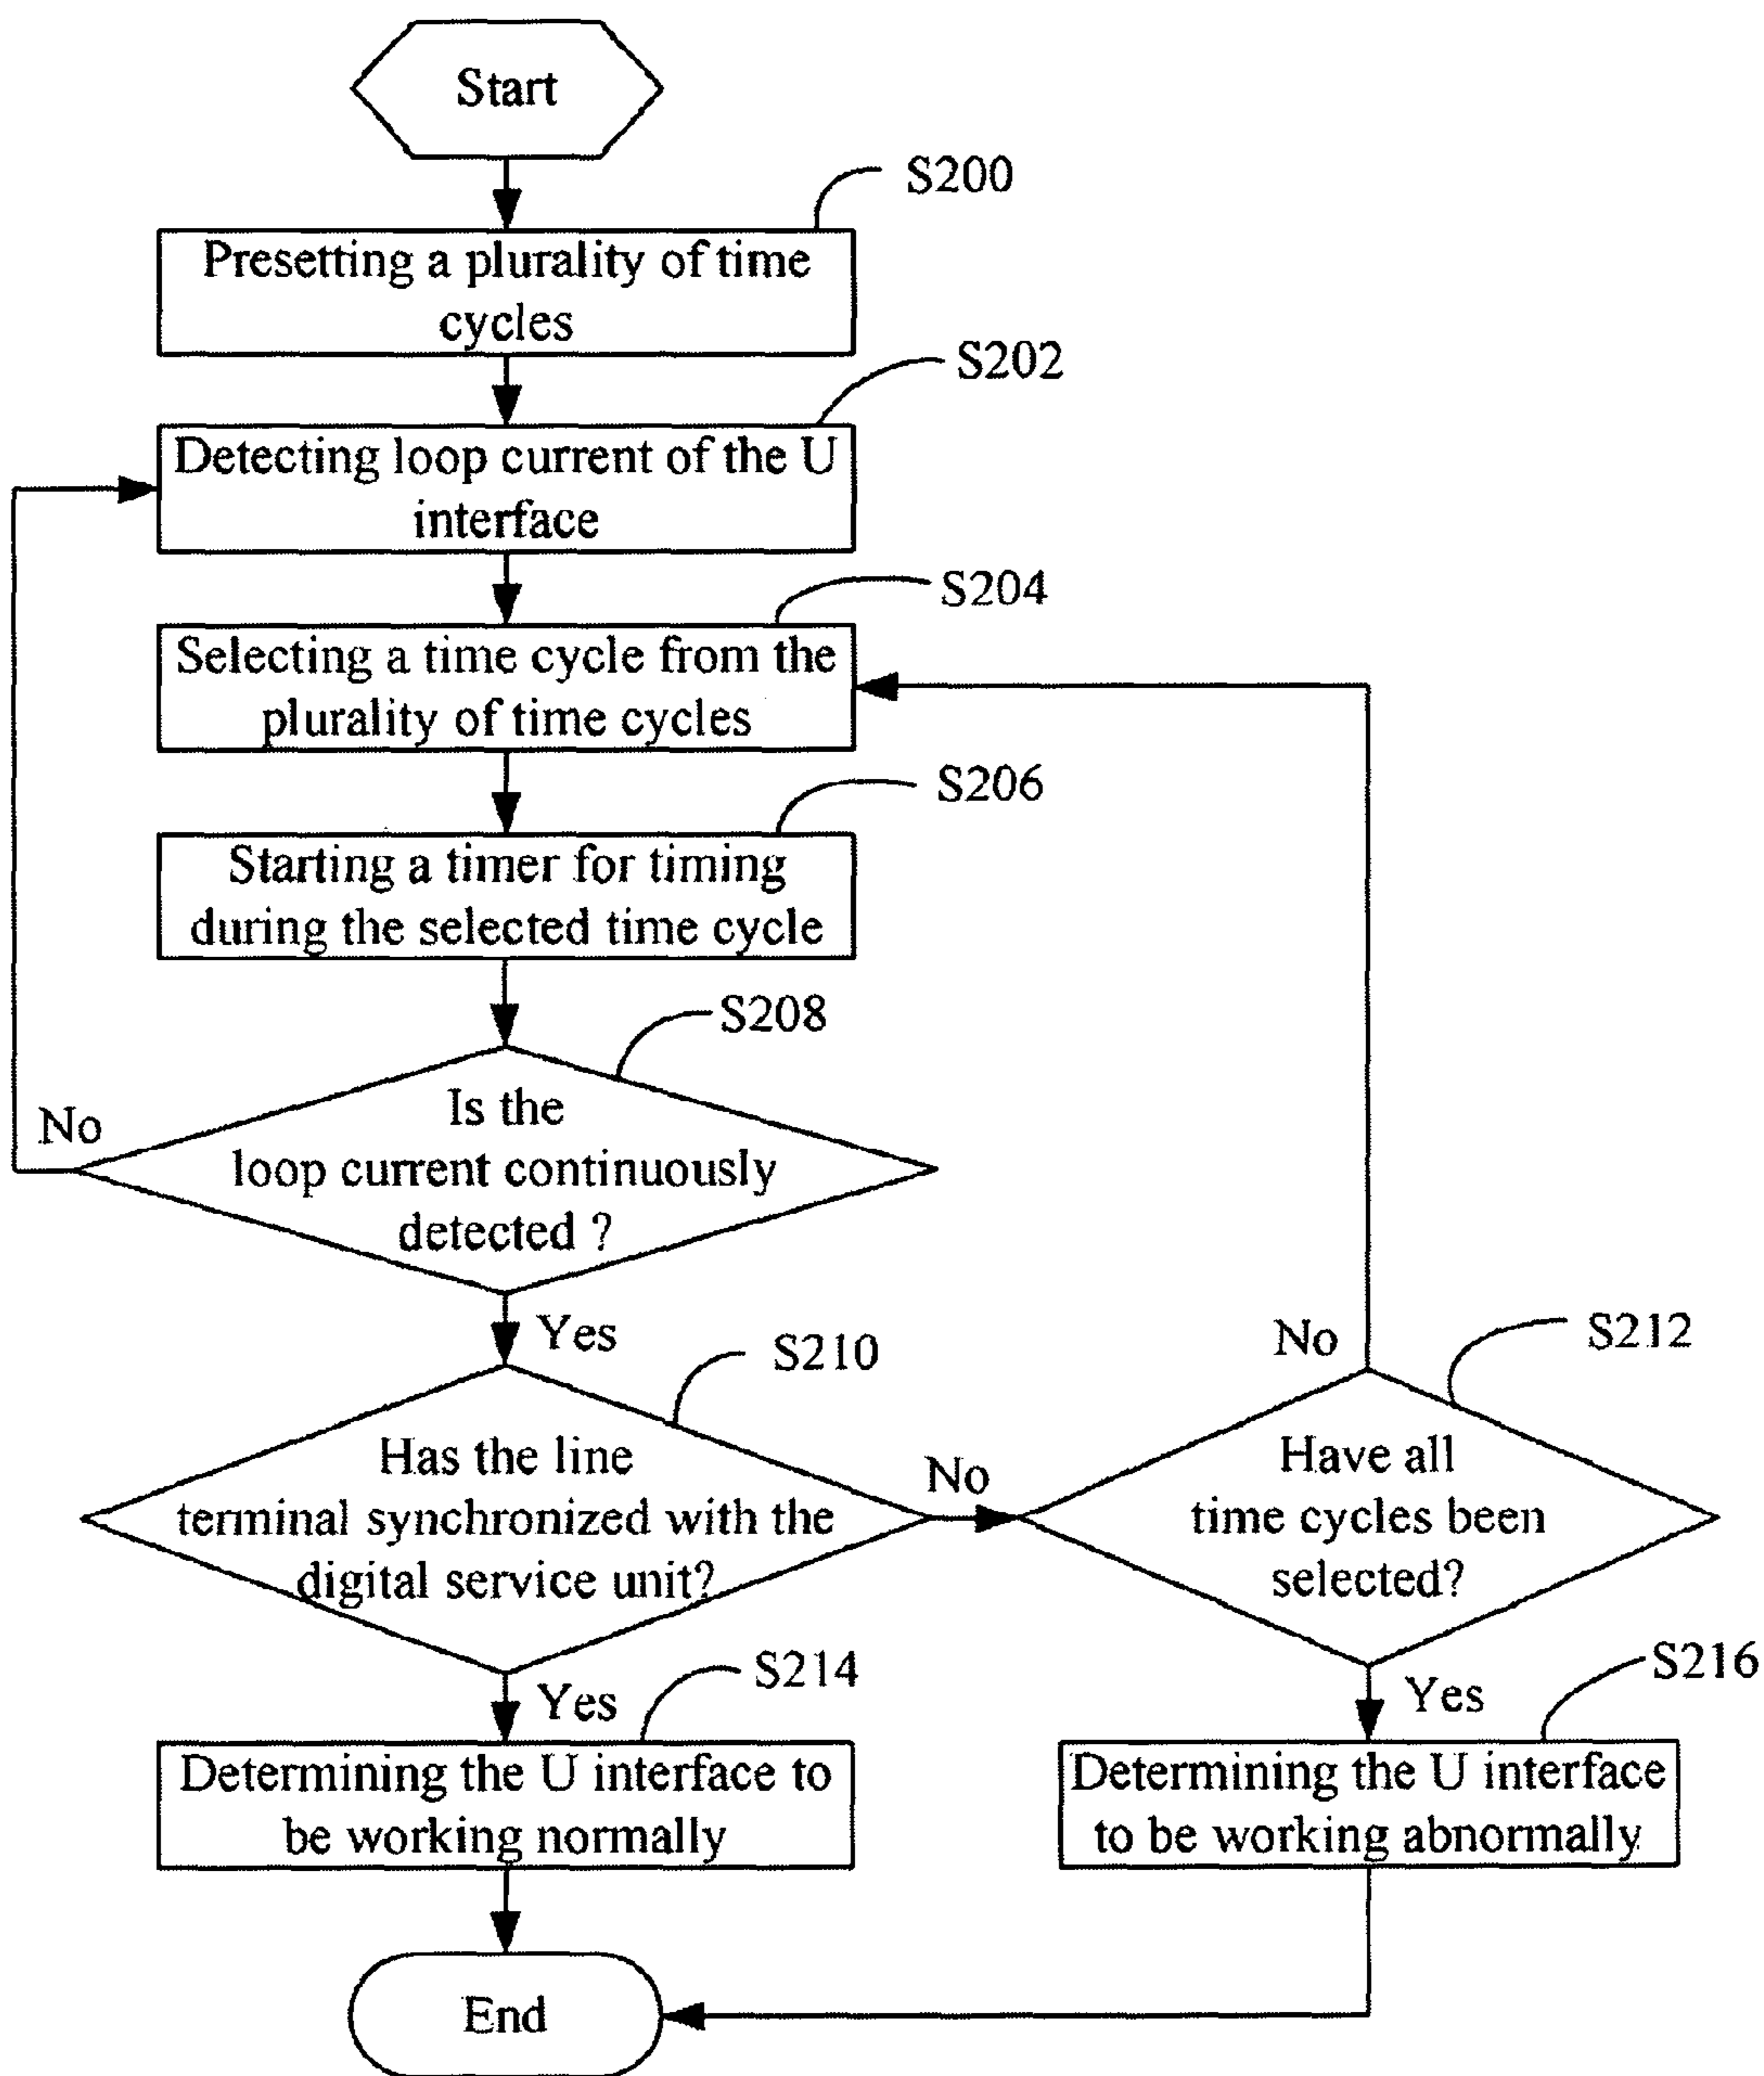 Start
S200
Presetting a plurality of time
cycles
S202
Detecting loop current of the U
interface
S204
Selecting a time cycle from the
plurality of time cycles
S206
Starting a timer for timing
during the selected time cycle
S208
Is the
loop current continuously
detected ?
No
Yes
S210
Has the line
terminal synchronized with the
digital service unit?
No
S212
Have all
time cycles been
selected?
No
Yes
S214
Determining the U interface to
be working normally
Yes
S216
Determining the U interface
to be working abnormally
End